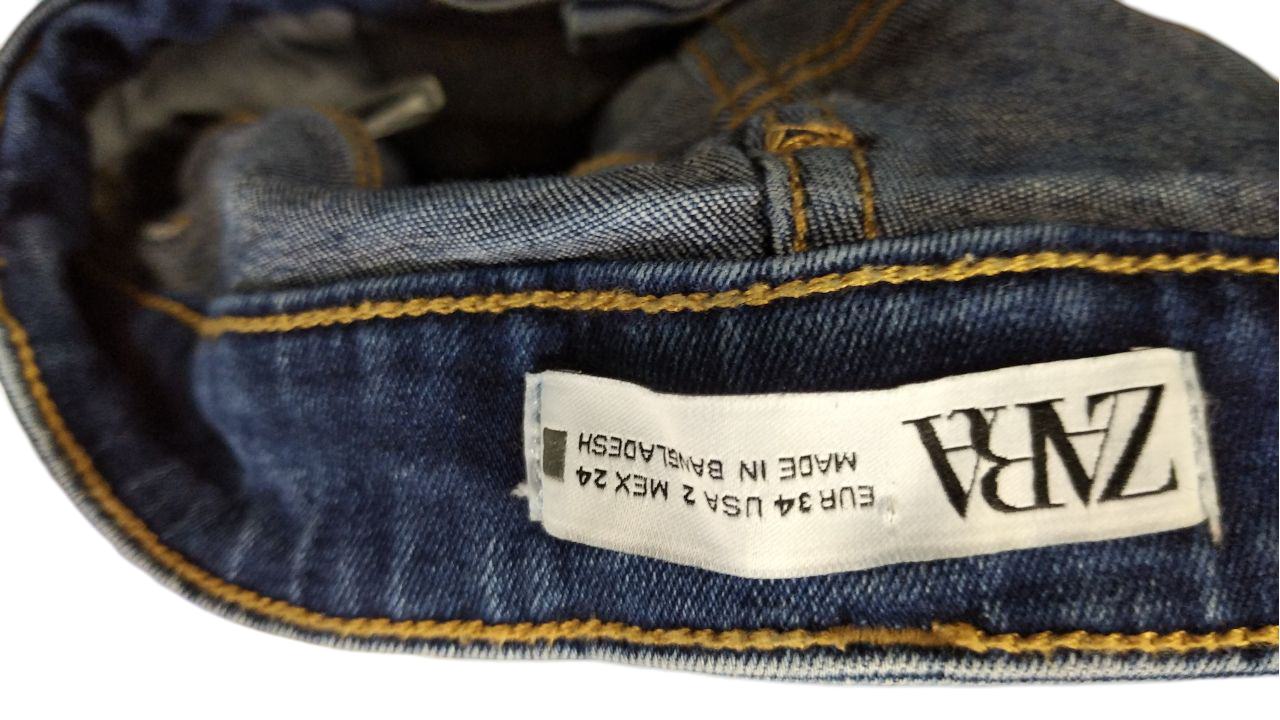 ZARA
EUR 34 USA 2 MEX 24
MADE IN BANGLADESH